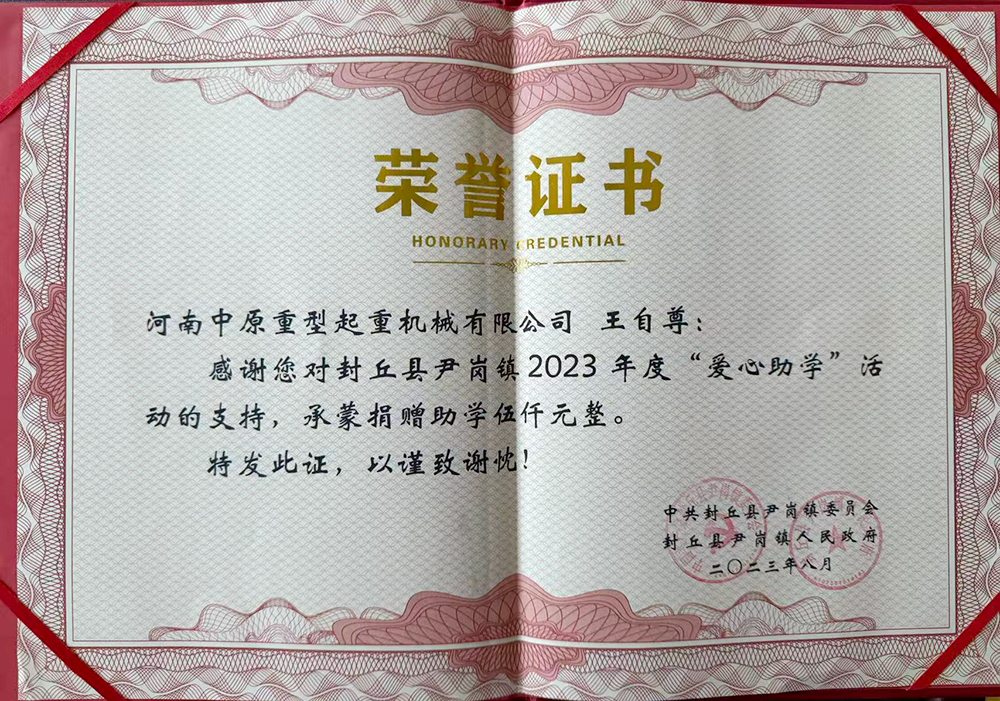 荣誉证书
HONORARY CREDENTIAL
河南中原重型起重机械有限公司 王自尊：
感谢您对封丘县尹岗镇2023年度“爱心助学”活
动的支持，承蒙捐赠助学伍仟元整。
特发此证，以谨致谢忱！
中共封丘县尹岗镇委员会
封丘县尹岗镇人民政府
二〇二三年八月